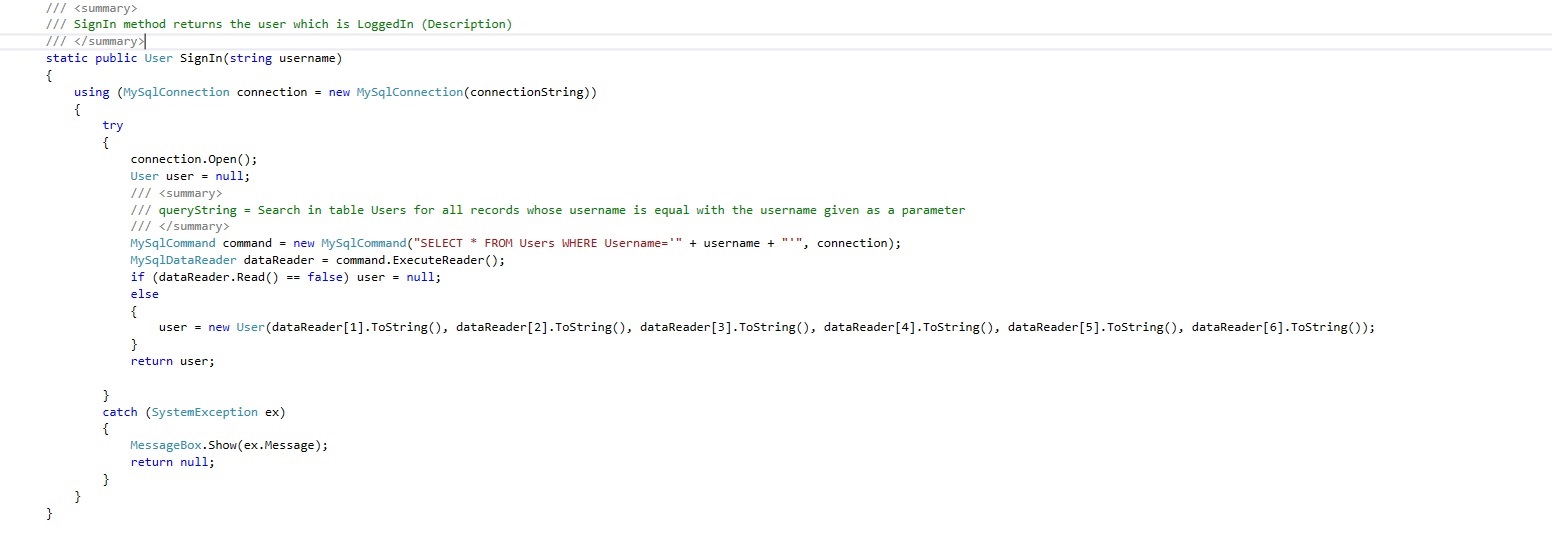 /// <summary>
/// SignIn method returns the user which is LoggedIn (Description)
/// </summary>
static public User SignIn(string username)
{
using (MySqlConnection connection = new MySqlConnection(connectionString))
{
try
{
connection.Open();
User user = null;
/// <summary>
/// queryString = Search in table Users for all records whose username is equal with the username given as a parameter
/// </summary>
MySqlCommand command = new MySqlCommand("SELECT * FROM Users WHERE Username='" + username + "'", connection);
MySqlDataReader dataReader = command.ExecuteReader();
if (dataReader.Read() == false) user = null;
else
{
user = new User(dataReader[1].ToString(), dataReader[2].ToString(), dataReader[3].ToString(), dataReader[4].ToString(), dataReader[5].ToString(), dataReader[6].ToString());
}
return user;
}
catch (SystemException ex)
{
MessageBox.Show(ex.Message);
return null;
}
}
}